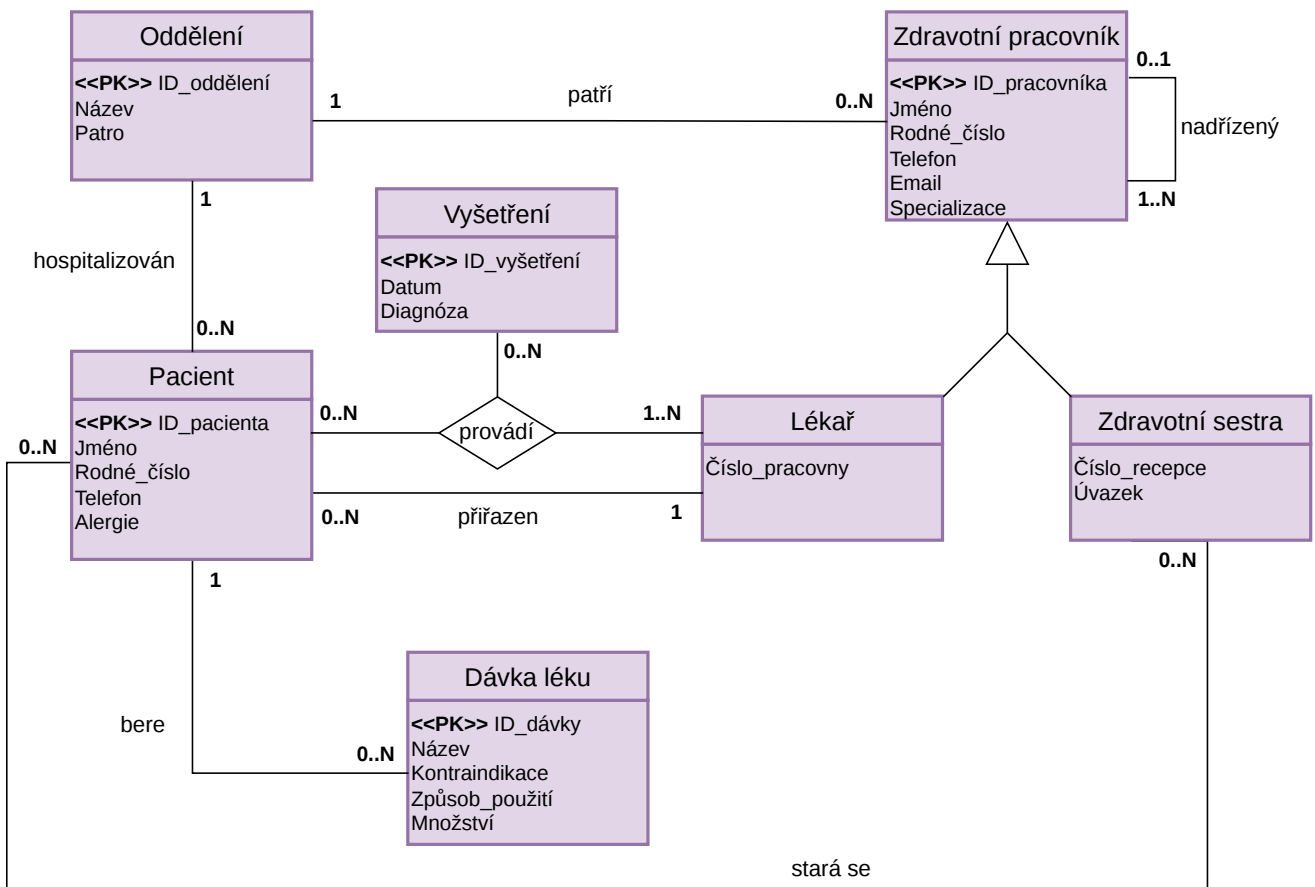 Oddělení
<<PK>> ID_oddělení
Název
Patro
Zdravotní pracovník
<<PK>> ID_pracovníka
Jméno
Rodné_číslo
Telefon
Email
Specializace
0..1
nadřízený
1..N
1
patří
0..N
1
hospitalizován
0..N
Vyšetření
<<PK>> ID_vyšetření
Datum
Diagnóza
0..N
Pacient
<<PK>> ID_pacienta
Jméno
Rodné_číslo
Telefon
Alergie
0..N
0..N
provádí
1..N
Lékař
Číslo_pracovny
Zdravotní sestra
Číslo_recepce
Úvazek
0..N
přiřazen
1
0..N
1
bere
0..N
Dávka léku
<<PK>> ID_dávky
Název
Kontraindikace
Způsob_použití
Množství
stará se